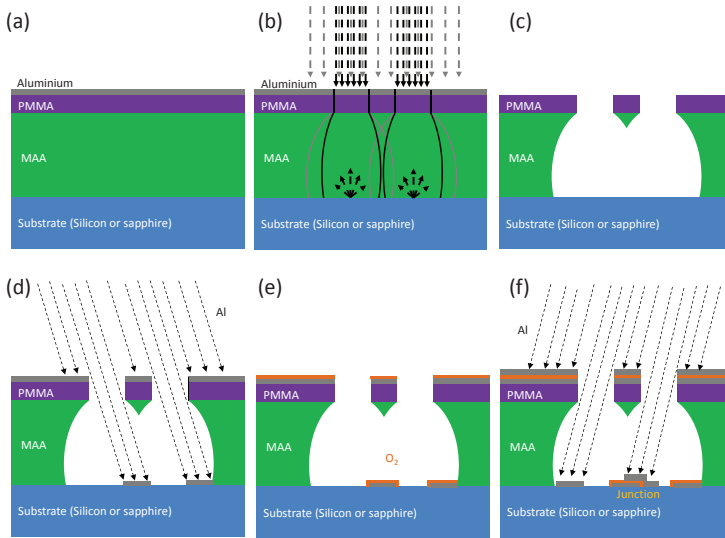 (a)
(b)
(c)
Aluminium
PMMA
MAA
Substrate (Silicon or sapphire)
Aluminium
PMMA
MAA
Substrate (Silicon or sapphire)
PMMA
MAA
Substrate (Silicon or sapphire)
(d)
(e)
(f)
Al
PMMA
MAA
Substrate (Silicon or sapphire)
PMMA
MAA
O₂
Substrate (Silicon or sapphire)
Al
PMMA
MAA
Junction
Substrate (Silicon or sapphire)